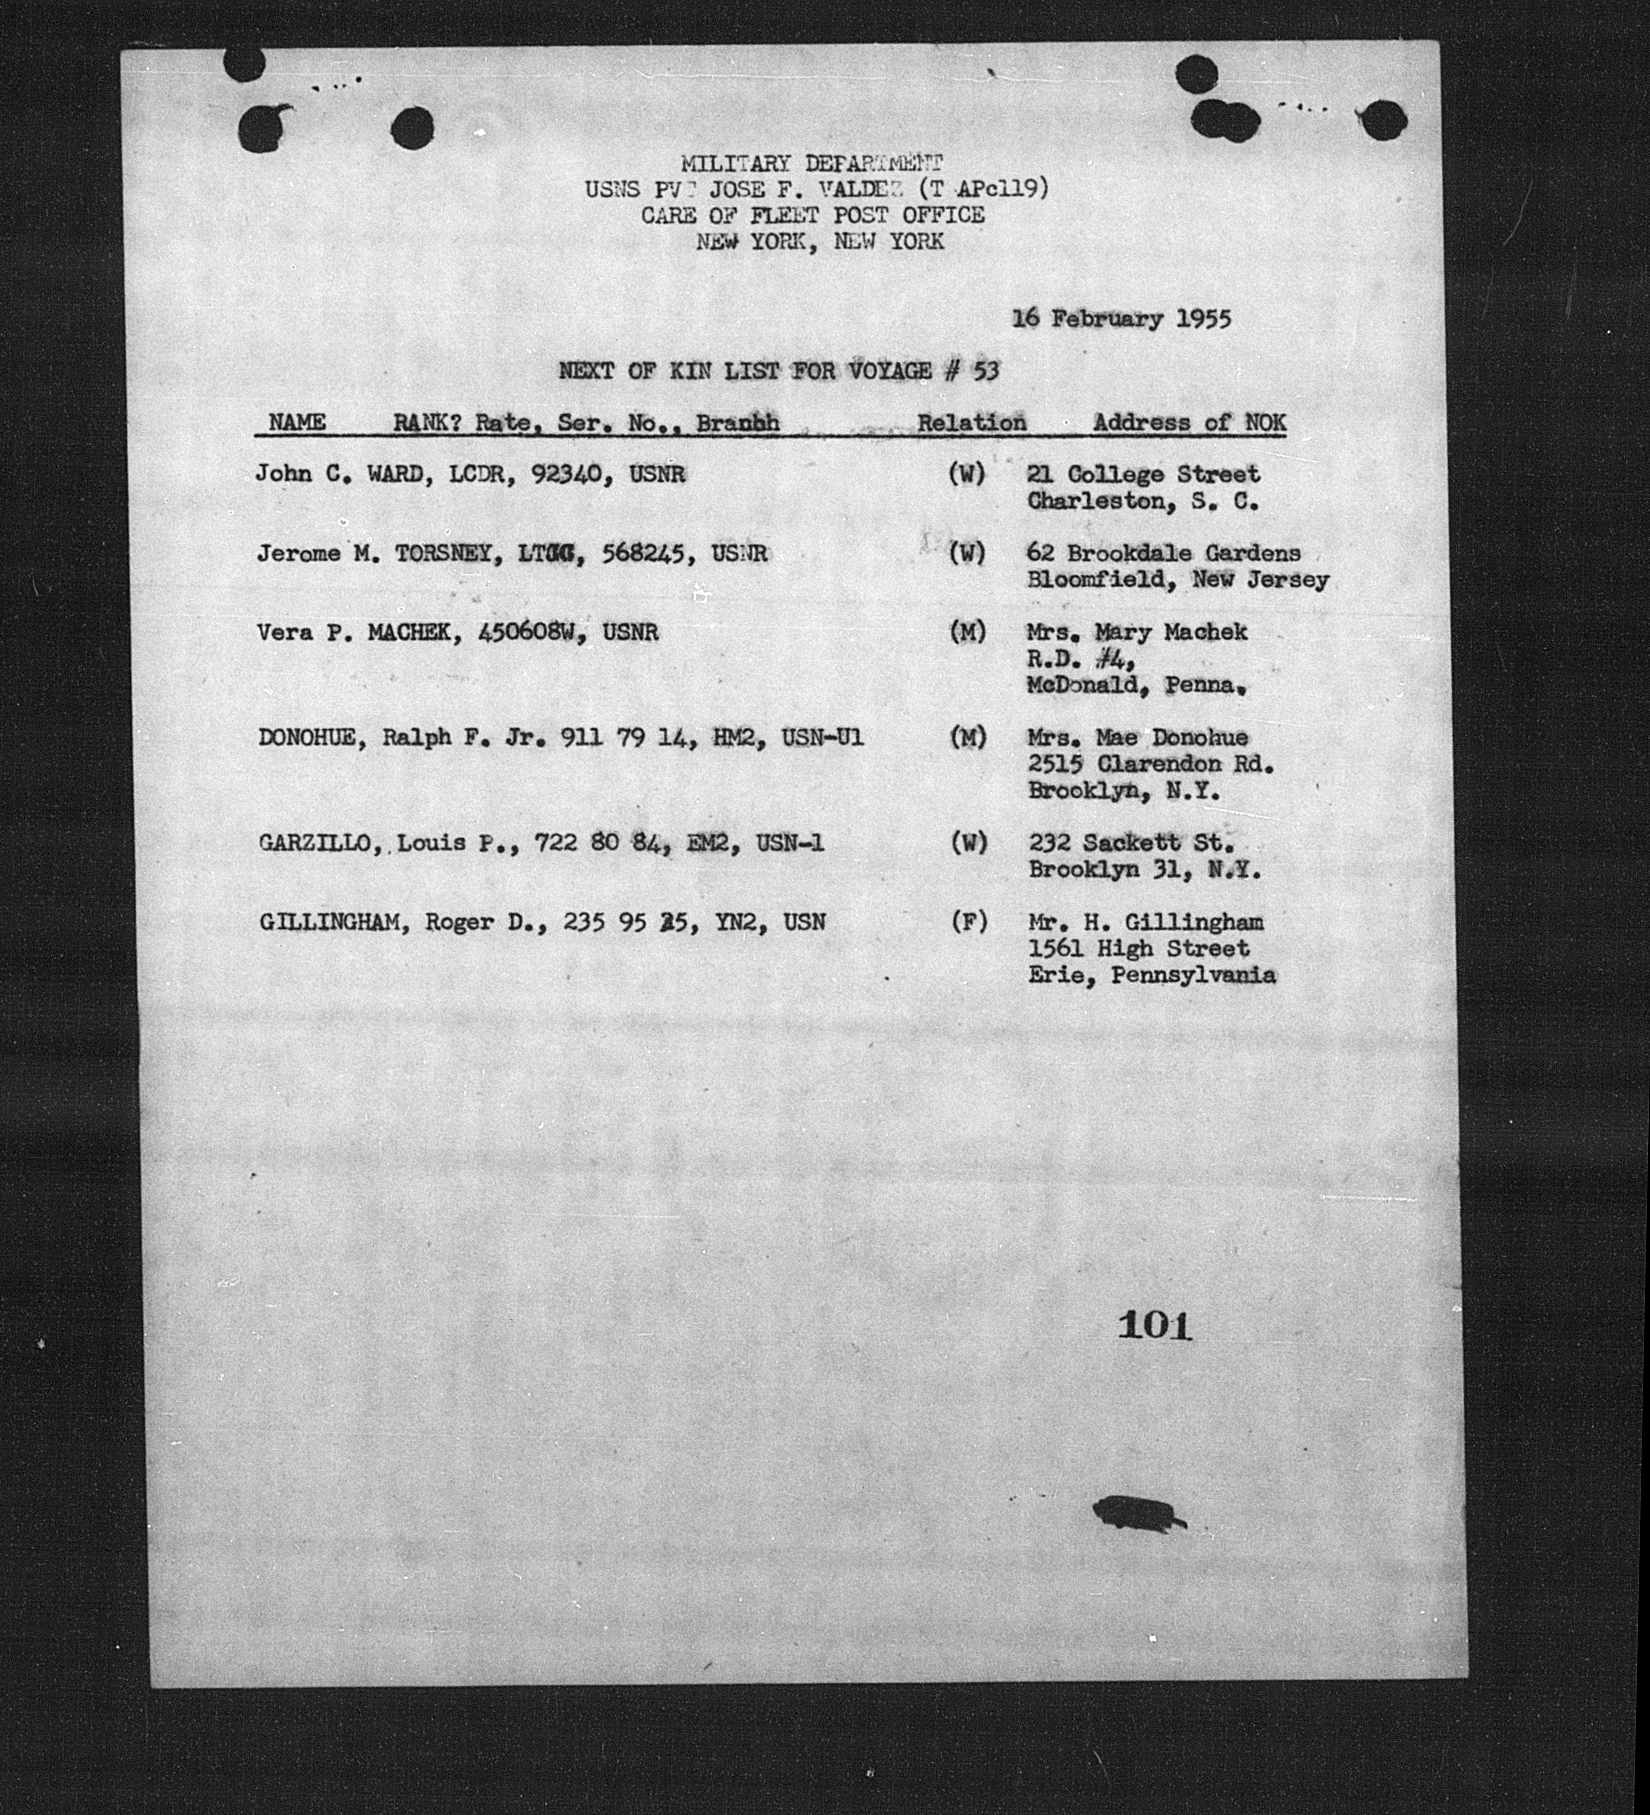 MILITARY DEPARTMENT
USNS PVT JOSE F. VALDEZ (T APc119)
CARE OF FLEET POST OFFICE
NEW YORK, NEW YORK
16 February 1955
NEXT OF KIN LIST FOR VOYAGE # 53
NAME RANK? Rate, Ser. No., Branhh Relation Address of NOK
John C. WARD, LCDR, 92340, USNR (W) 21 College Street
Charleston, S. C.
Jerome M. TORSNEY, 568245, USNR (W) 62 Brookdale Gardens
Bloomfield, New Jersey
Vera P. MACHEK, 450608W, USNR (M) Mrs. Mary Machek
R.D. #4,
McDonald, Penna.
DONOHUE, Ralph F. Jr. 911 79 14, HM2, USN-U1 (M) Mrs. Mae Donohue
2515 Clarendon Rd.
Brooklyn, N.Y.
GARZILLO, Louis P., 722 80 84, EM2, USN-1 (W) 232 Sackett St.
Brooklyn 31, N.Y.
GILLINGHAM, Roger D., 235 95 YN2, USN (F) Mr. H. Gillingham
1561 High Street
Erie, Pennsylvania
101